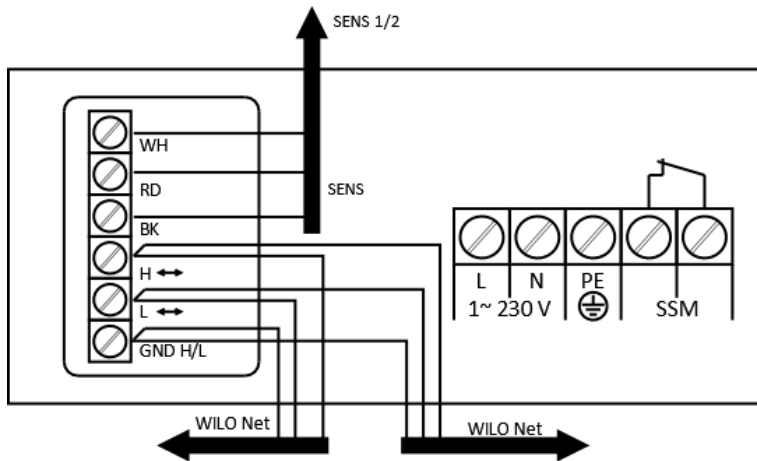 SENS 1/2
WH
RD
SENS
BK
H
L
GND H/L
L N PE
1~ 230 V SSM
WILO Net
WILO Net